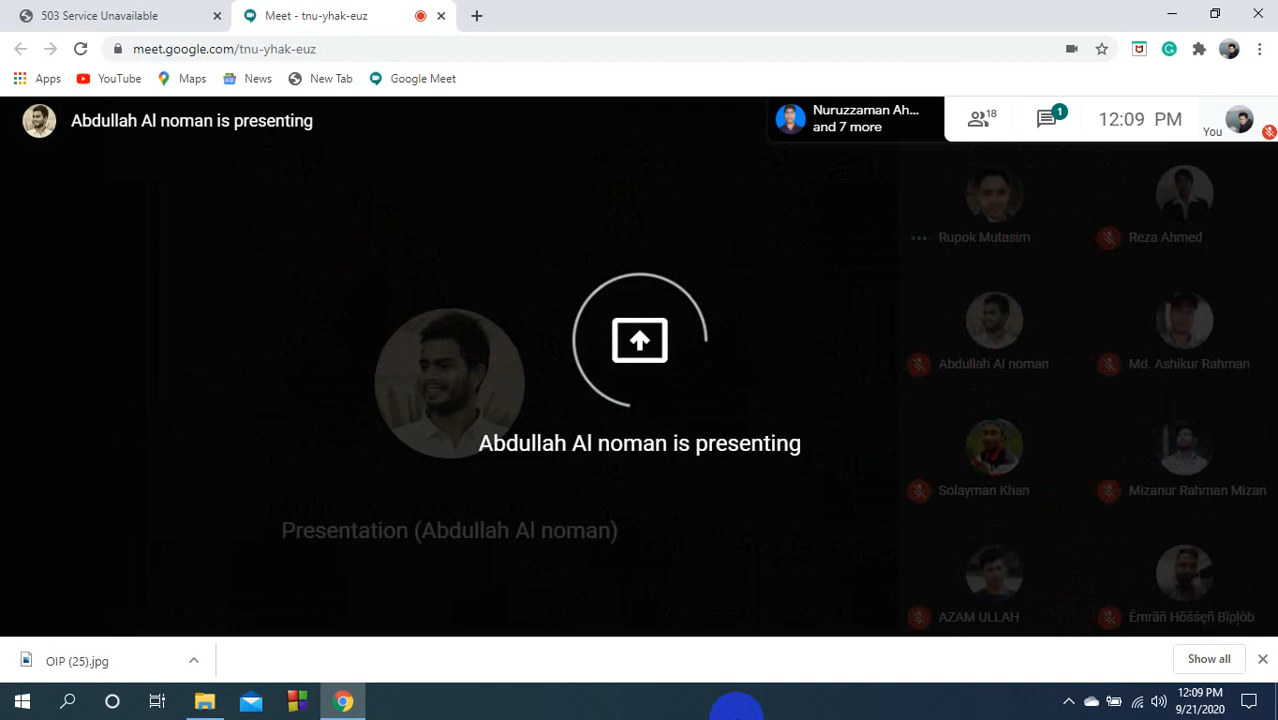 503 Service Unavailable
Meet - tnu-yhak-euz
meet.google.com/tnu-yhak-euz
Apps
YouTube
Maps
News
New Tab
Google Meet
Abdullah Al noman is presenting
Nuruzzaman Ah...
and 7 more
18
1
12:09 PM
You
Rupok Mutasim
Reza Ahmed
Abdullah Al noman
Md. Ashikur Rahman
Abdullah Al noman is presenting
Solayman Khan
Mizanur Rahman Mizan
Presentation (Abdullah Al noman)
AZAM ULLAH
OIP (25).jpg
Show all
12:09 PM
9/21/2020